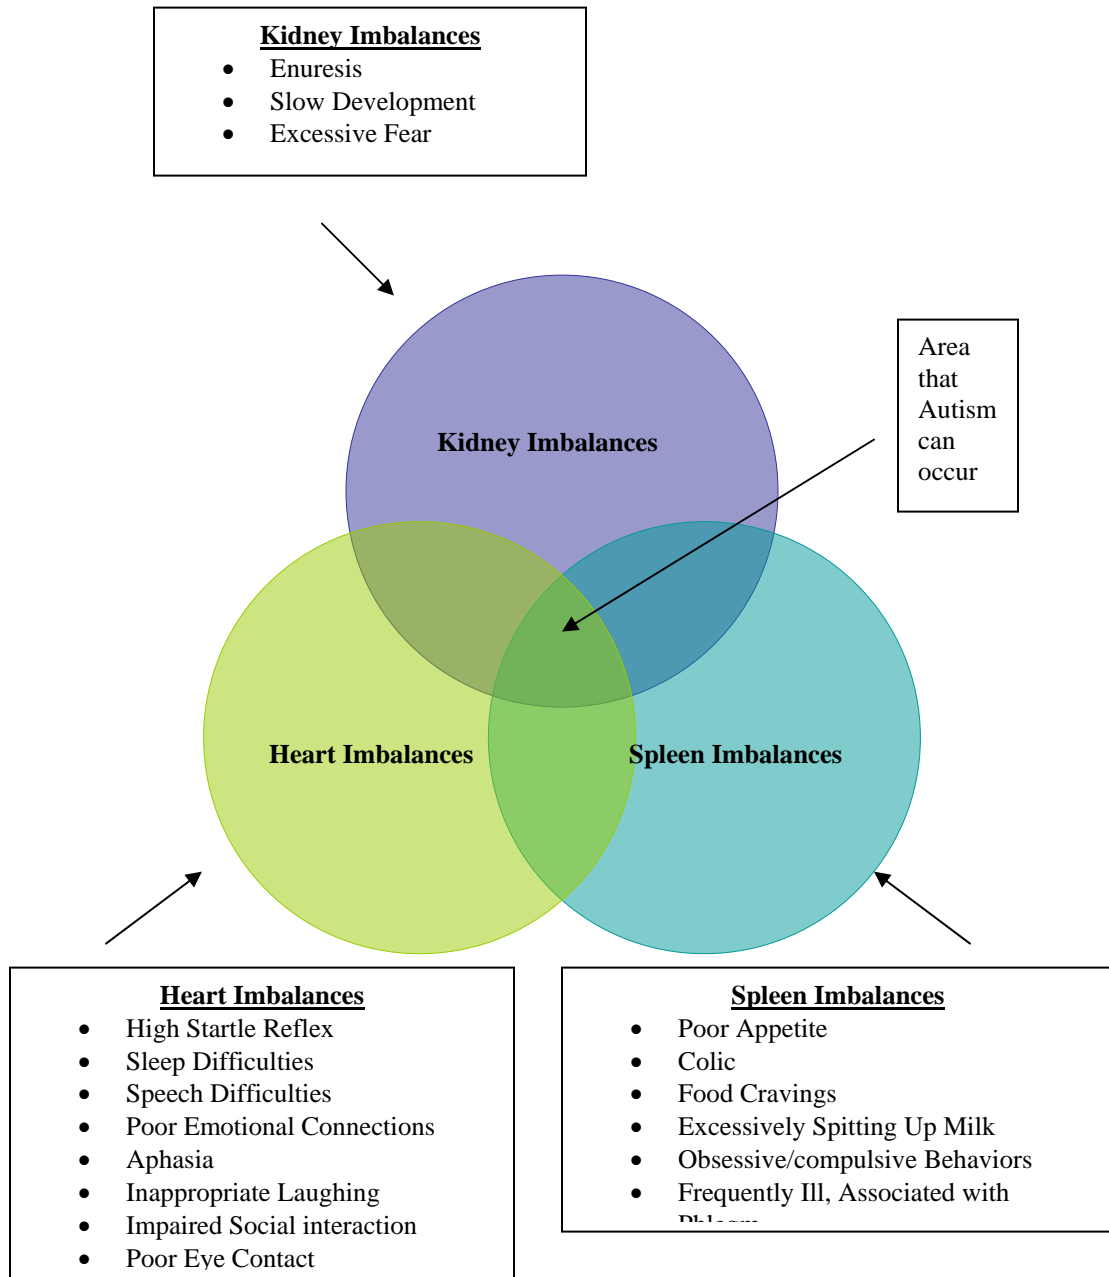 Kidney Imbalances
• Enuresis
• Slow Development
• Excessive Fear
Area
that
Autism
can
occur
Kidney Imbalances
Heart Imbalances
Spleen Imbalances
Heart Imbalances
• High Startle Reflex
• Sleep Difficulties
• Speech Difficulties
• Poor Emotional Connections
• Aphasia
• Inappropriate Laughing
• Impaired Social interaction
• Poor Eye Contact
Spleen Imbalances
• Poor Appetite
• Colic
• Food Cravings
• Excessively Spitting Up Milk
• Obsessive/compulsive Behaviors
• Frequently Ill, Associated with